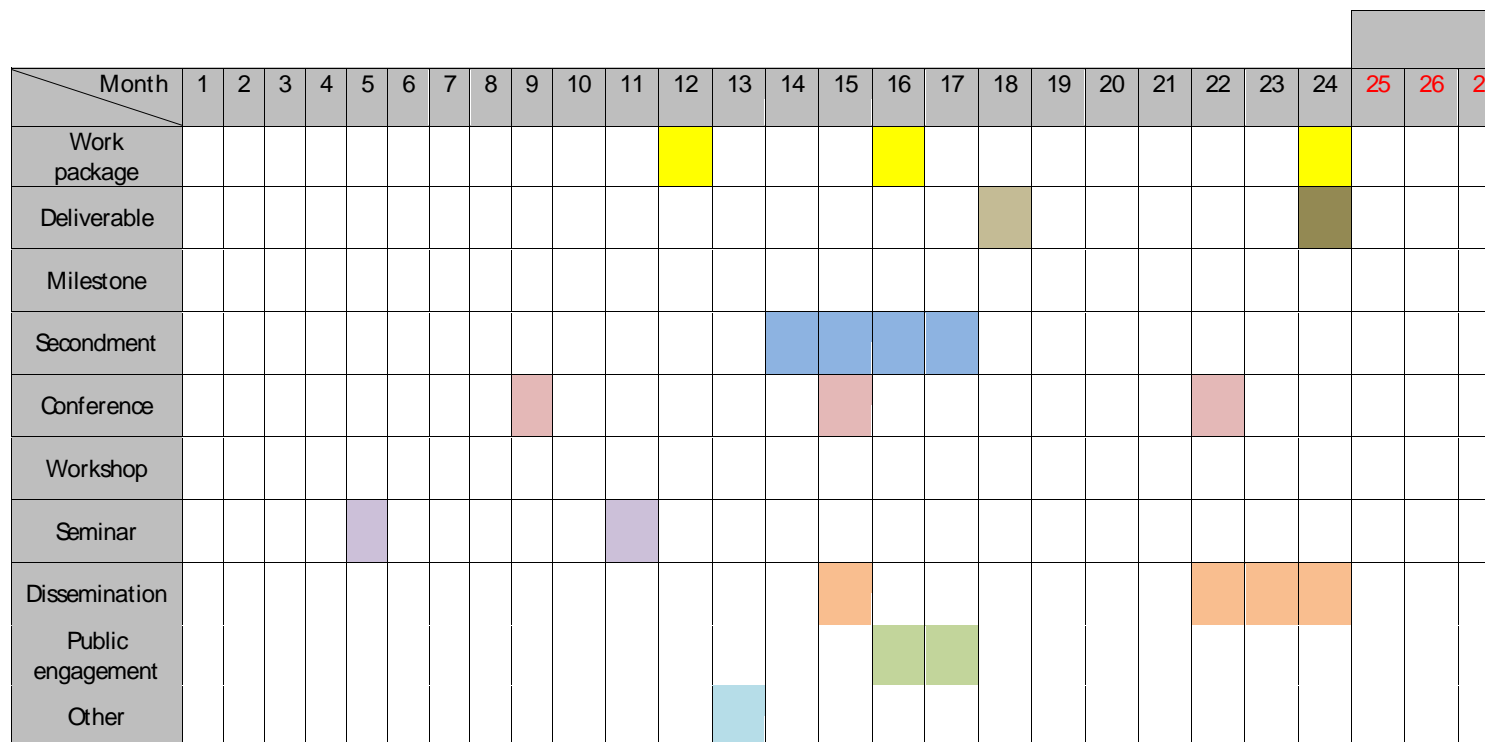 Month 1 2 3 4 5 6 7 8 9 10 11 12 13 14 15 16 17 18 19 20 21 22 23 24 25 26 2
Work
package
Deliverable
Milestone
Secondment
Conference
Workshop
Seminar
Dissemination
Public
engagement
Other